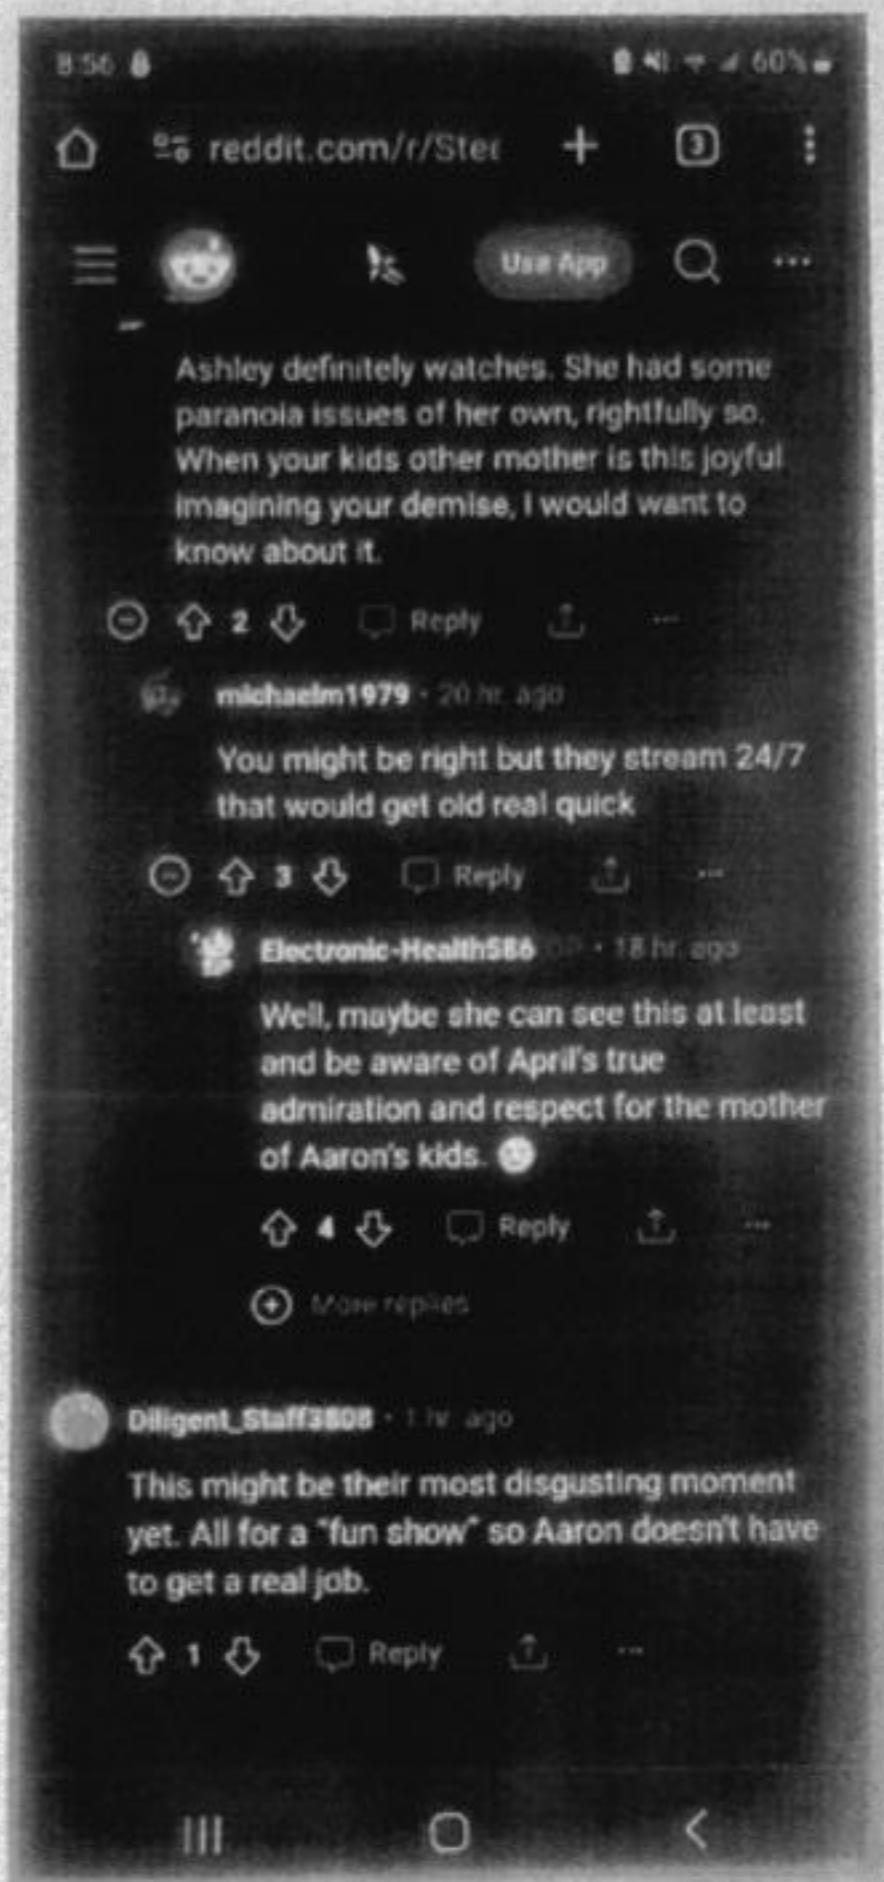 8:56
60%
reddit.com/r/Stee
3
Use App
Ashley definitely watches. She had some
paranoia issues of her own, rightfully so.
When your kids other mother is this joyful
imagining your demise, I would want to
know about it.
2 Reply
michaelm1979 • 20 hr. ago
You might be right but they stream 24/7
that would get old real quick
3 Reply
Electronic-Health586 OP • 18 hr. ago
Well, maybe she can see this at least
and be aware of April's true
admiration and respect for the mother
of Aaron's kids.
4 Reply
More replies
Diligent_Staff3808 • 1 hr. ago
This might be their most disgusting moment
yet. All for a "fun show" so Aaron doesn't have
to get a real job.
1 Reply